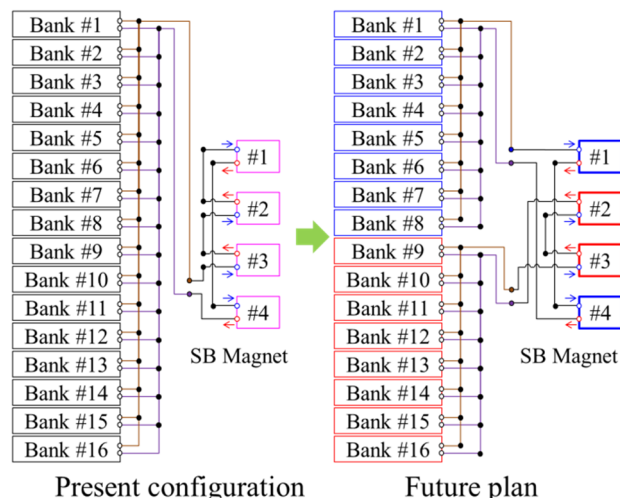 Bank #1
Bank #2
Bank #3
Bank #4
Bank #5
Bank #6
Bank #7
Bank #8
Bank #9
Bank #10
Bank #11
Bank #12
Bank #13
Bank #14
Bank #15
Bank #16
#1
#2
#3
#4
SB Magnet
Present configuration
Bank #1
Bank #2
Bank #3
Bank #4
Bank #5
Bank #6
Bank #7
Bank #8
Bank #9
Bank #10
Bank #11
Bank #12
Bank #13
Bank #14
Bank #15
Bank #16
#1
#2
#3
#4
SB Magnet
Future plan